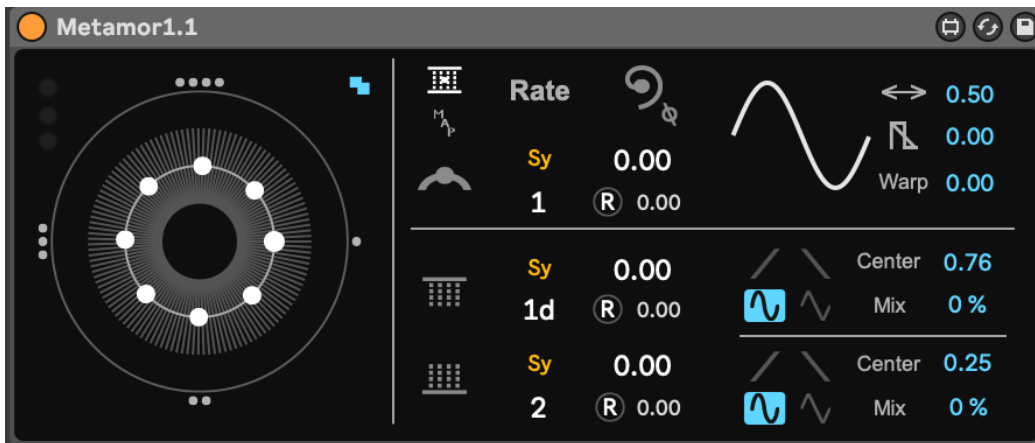 Metamor1.1
Rate
0.50
MAP
0.00
Sy 0.00
Warp 0.00
1 R 0.00
Sy 0.00 Center 0.76
1d R 0.00 Mix 0 %
Sy 0.00 Center 0.25
2 R 0.00 Mix 0 %